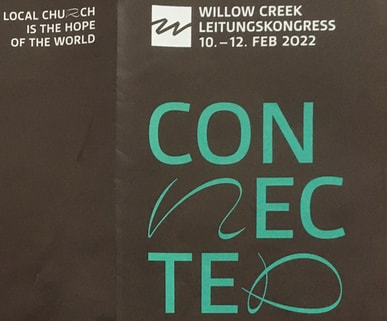 LOCAL CHURCH
IS THE HOPE
OF THE WORLD
WILLOW CREEK
LEITUNGSKONGRESS
10. – 12. FEB 2022
CON
NEC
TED